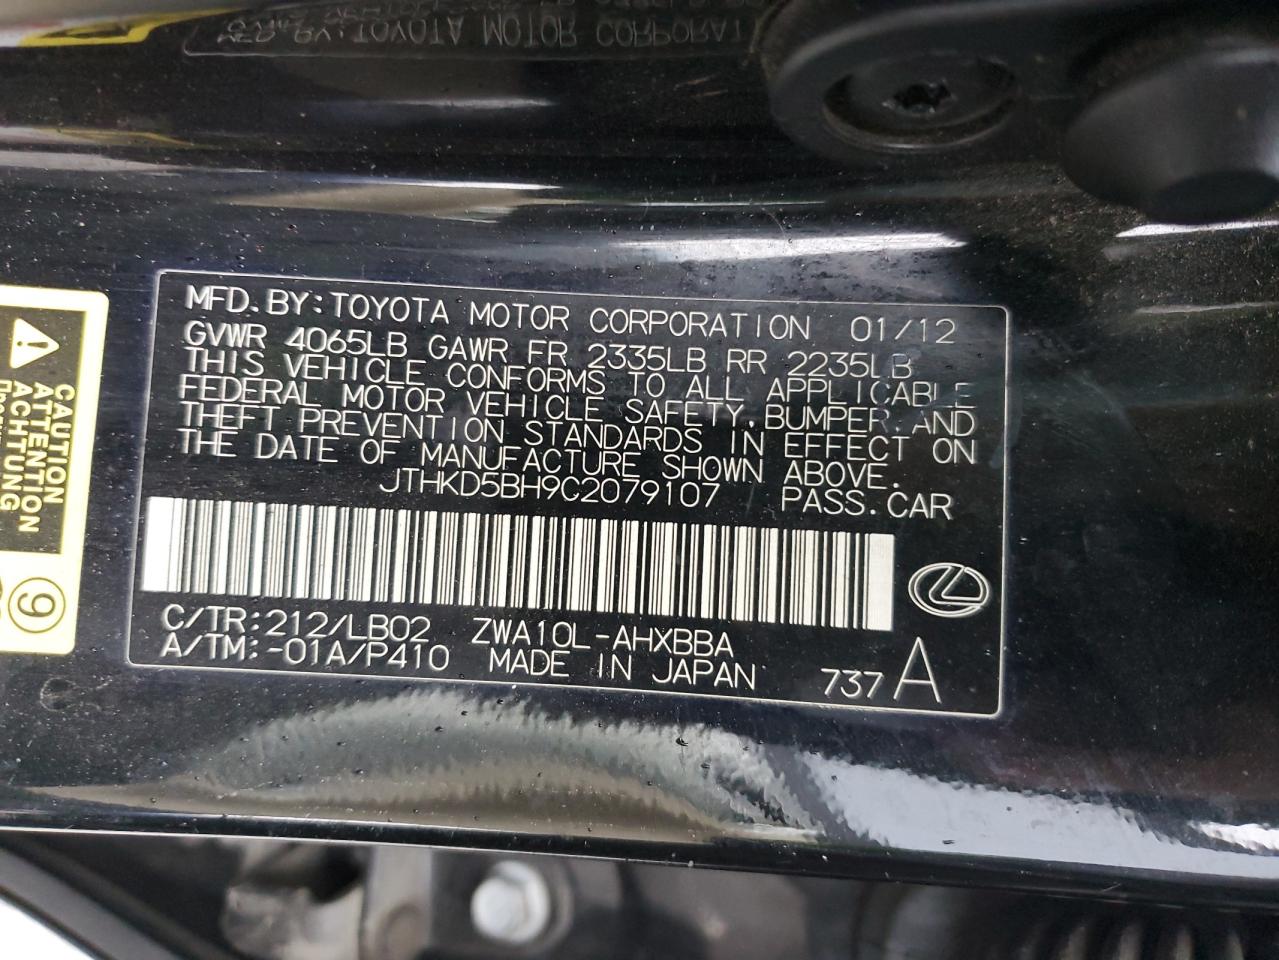 MFD.BY:TOYOTA MOTOR CORPORATION 01/12
GVWR 4065LB GAWR FR 2335LB RR 2235LB
THIS VEHICLE CONFORMS TO ALL APPLICABLE
FEDERAL MOTOR VEHICLE SAFETY, BUMPER, AND
THEFT PREVENTION STANDARDS IN EFFECT ON
THE DATE OF MANUFACTURE SHOWN ABOVE.
JTHKD5BH9C2079107 PASS.CAR
C/TR:212/LB02 ZWA10L-AHXBBA
A/TM:-01A/P410 MADE IN JAPAN 737 A
CAUTION
ATTENTION
ACHTUNG
9